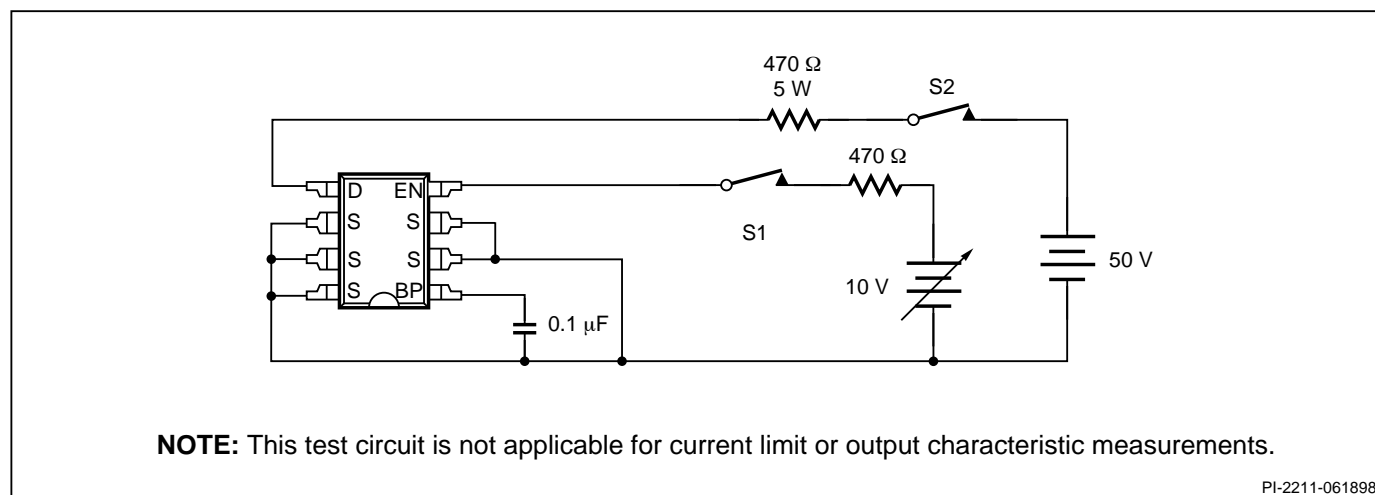 470 Ω
5 W
S2
470 Ω
D EN
S S
S1
S S
50 V
S BP
10 V
0.1 µF
NOTE: This test circuit is not applicable for current limit or output characteristic measurements.
PI-2211-061898